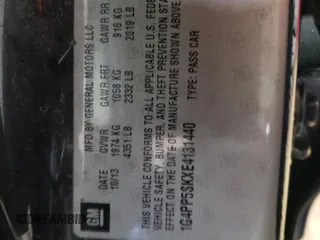 MFD BY GENERAL MOTORS LLC
DATE GVWR GAWR FRT GAWR RR
10/13 1974 KG 1058 KG 916 KG
4351 LB 2332 LB 2019 LB
THIS VEHICLE CONFORMS TO ALL APPLICABLE U.S. FEDE
SAFETY, BUMPER, AND THEFT PREVENTION STA
EFFECT ON THE DATE OF MANUFACTURE SHOWN ABOVE
1G4PP5SKXE4131440 TYPE: PASS CAR
GM